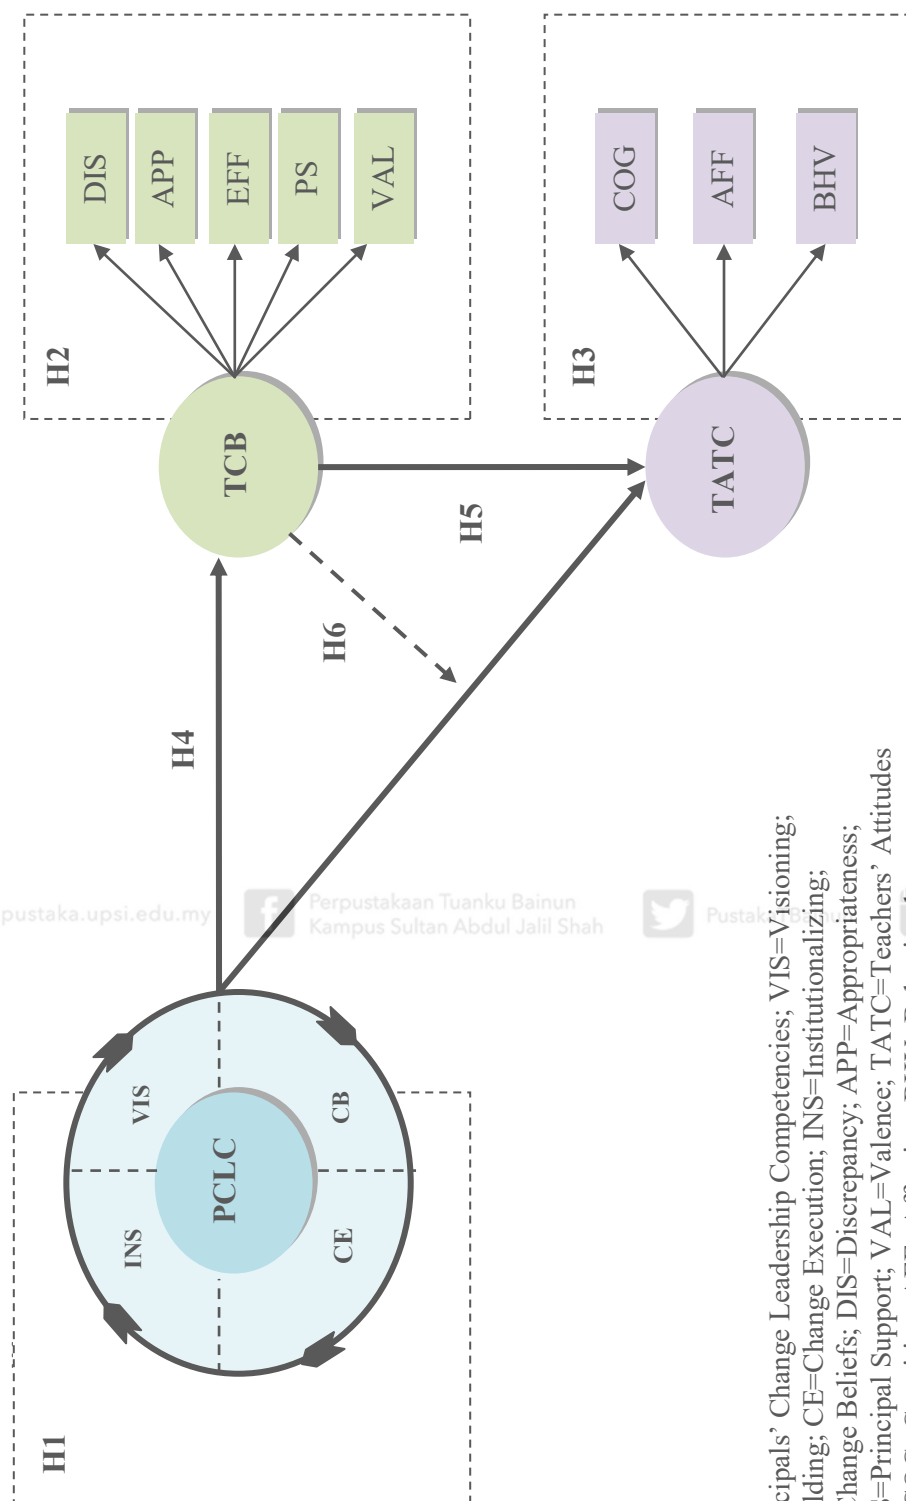 H1
INS
VIS
PCLC
CE
CB
H4
H6
H5
H2
TCB
DIS
APP
EFF
PS
VAL
H3
TATC
COG
AFF
BHV
pustaka.upsi.edu.my
Perpustakaan Tuanku Bainun
Kampus Sultan Abdul Jalil Shah
cipals’ Change Leadership Competencies; VIS=Visioning;
lding; CE=Change Execution; INS=Institutionalizing;
Change Beliefs; DIS=Discrepancy; APP=Appropriateness;
=Principal Support; VAL=Valence; TATC=Teachers’ Attitudes